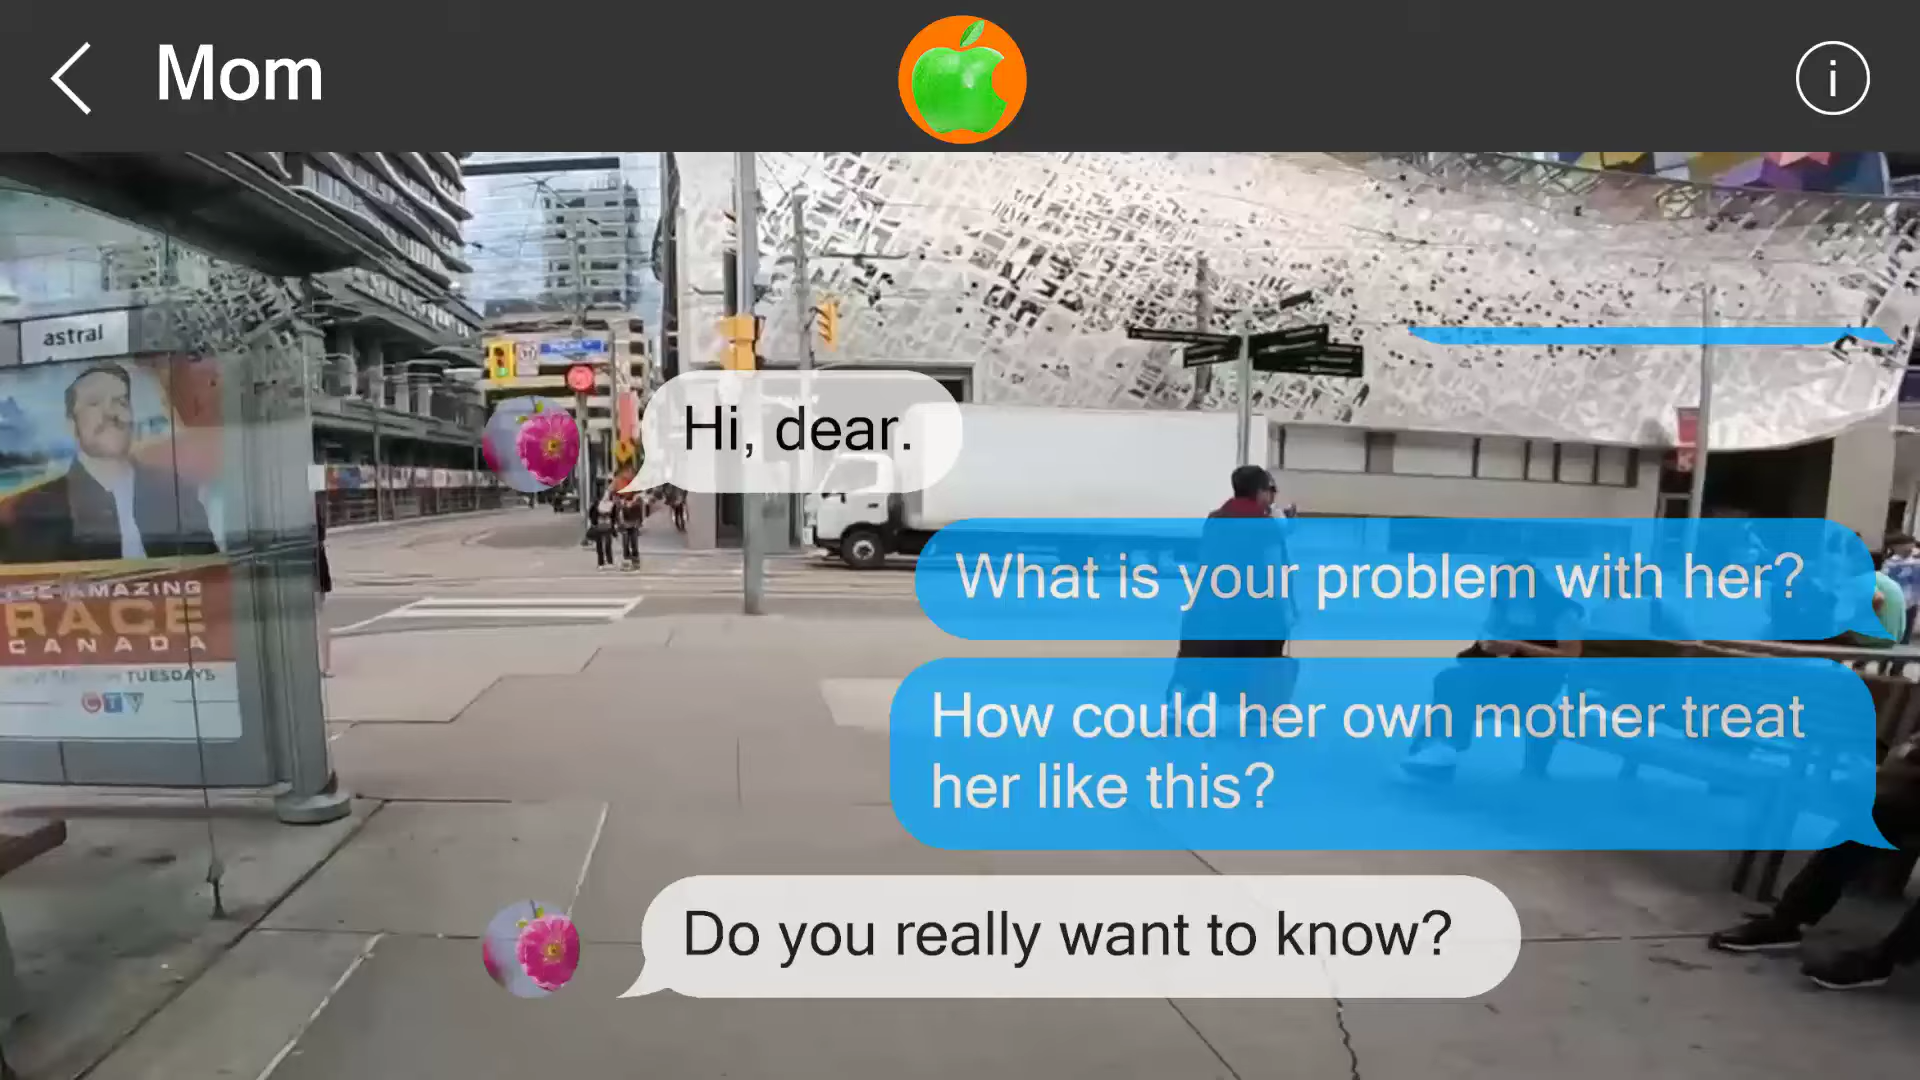 Mom
i
astral
Hi, dear.
What is your problem with her?
How could her own mother treat
her like this?
THE AMAZING
RACE
CANADA
TUESDAYS
CTV
Do you really want to know?